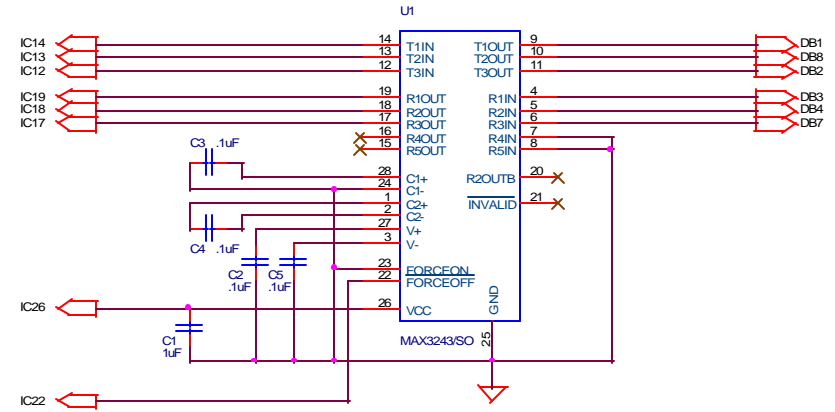 U1
IC14 14 T1IN T1OUT 9 DB1
IC13 13 T2IN T2OUT 10 DB8
IC12 12 T3IN T3OUT 11 DB2
IC19 19 R1OUT R1IN 4 DB3
IC18 18 R2OUT R2IN 5 DB4
IC17 17 R3OUT R3IN 6 DB7
16 R4OUT R4IN 7
15 R5OUT R5IN 8
C3 .1uF
28 C1+ R2OUTB 20
24 C1-
1 C2+ INVALID 21
2 C2-
27 V+
3 V-
C4 .1uF
C2 .1uF
C5 .1uF
23 FORCEON
22 FORCEOFF
IC26 26 VCC GND 25
C1 1uF
MAX3243/SO
IC22